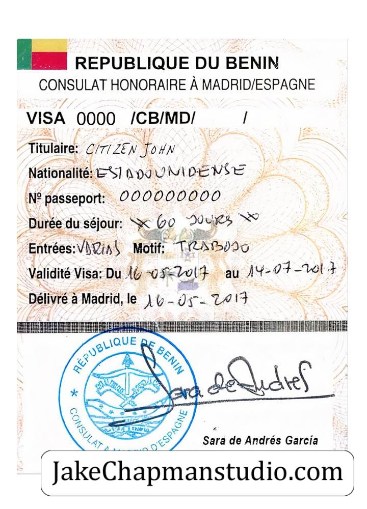 REPUBLIQUE DU BENIN
CONSULAT HONORAIRE À MADRID/ESPAGNE
VISA 0000 /CB/MD/ /
Titulaire: CITIZEN JOHN
Nationalité: ESTADOUNIDENSE
Nº passeport: 000000000
Durée du séjour: * 60 JOURS *
Entrées: VARIAS Motif: TRABAJO
Validité Visa: Du 16-05-2017 au 14-07-2017
Délivré à Madrid, le 16-05-2017
REPUBLIQUE DU BENIN
* CONSULAT A MADRID D'ESPAGNE *
Sara de Andres
Sara de Andrés García
JakeChapmanstudio.com